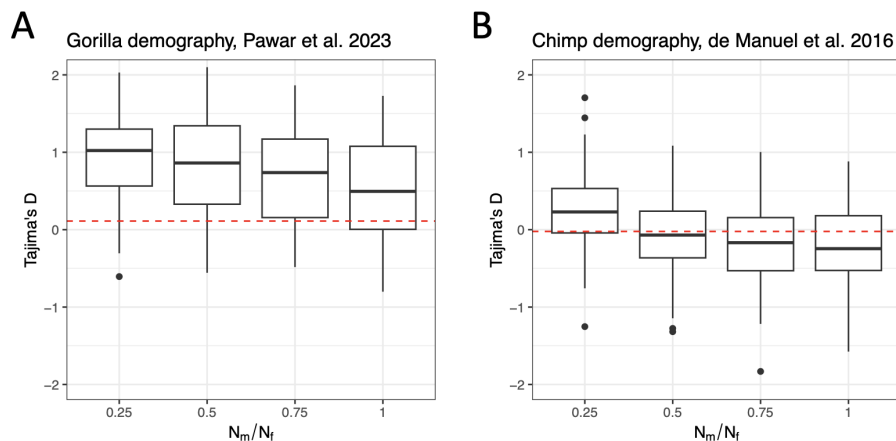 A
Gorilla demography, Pawar et al. 2023
Tajima's D
2
1
0
−1
−2
0.25
0.5
0.75
1
Nm/Nf
B
Chimp demography, de Manuel et al. 2016
Tajima's D
2
1
0
−1
−2
0.25
0.5
0.75
1
Nm/Nf